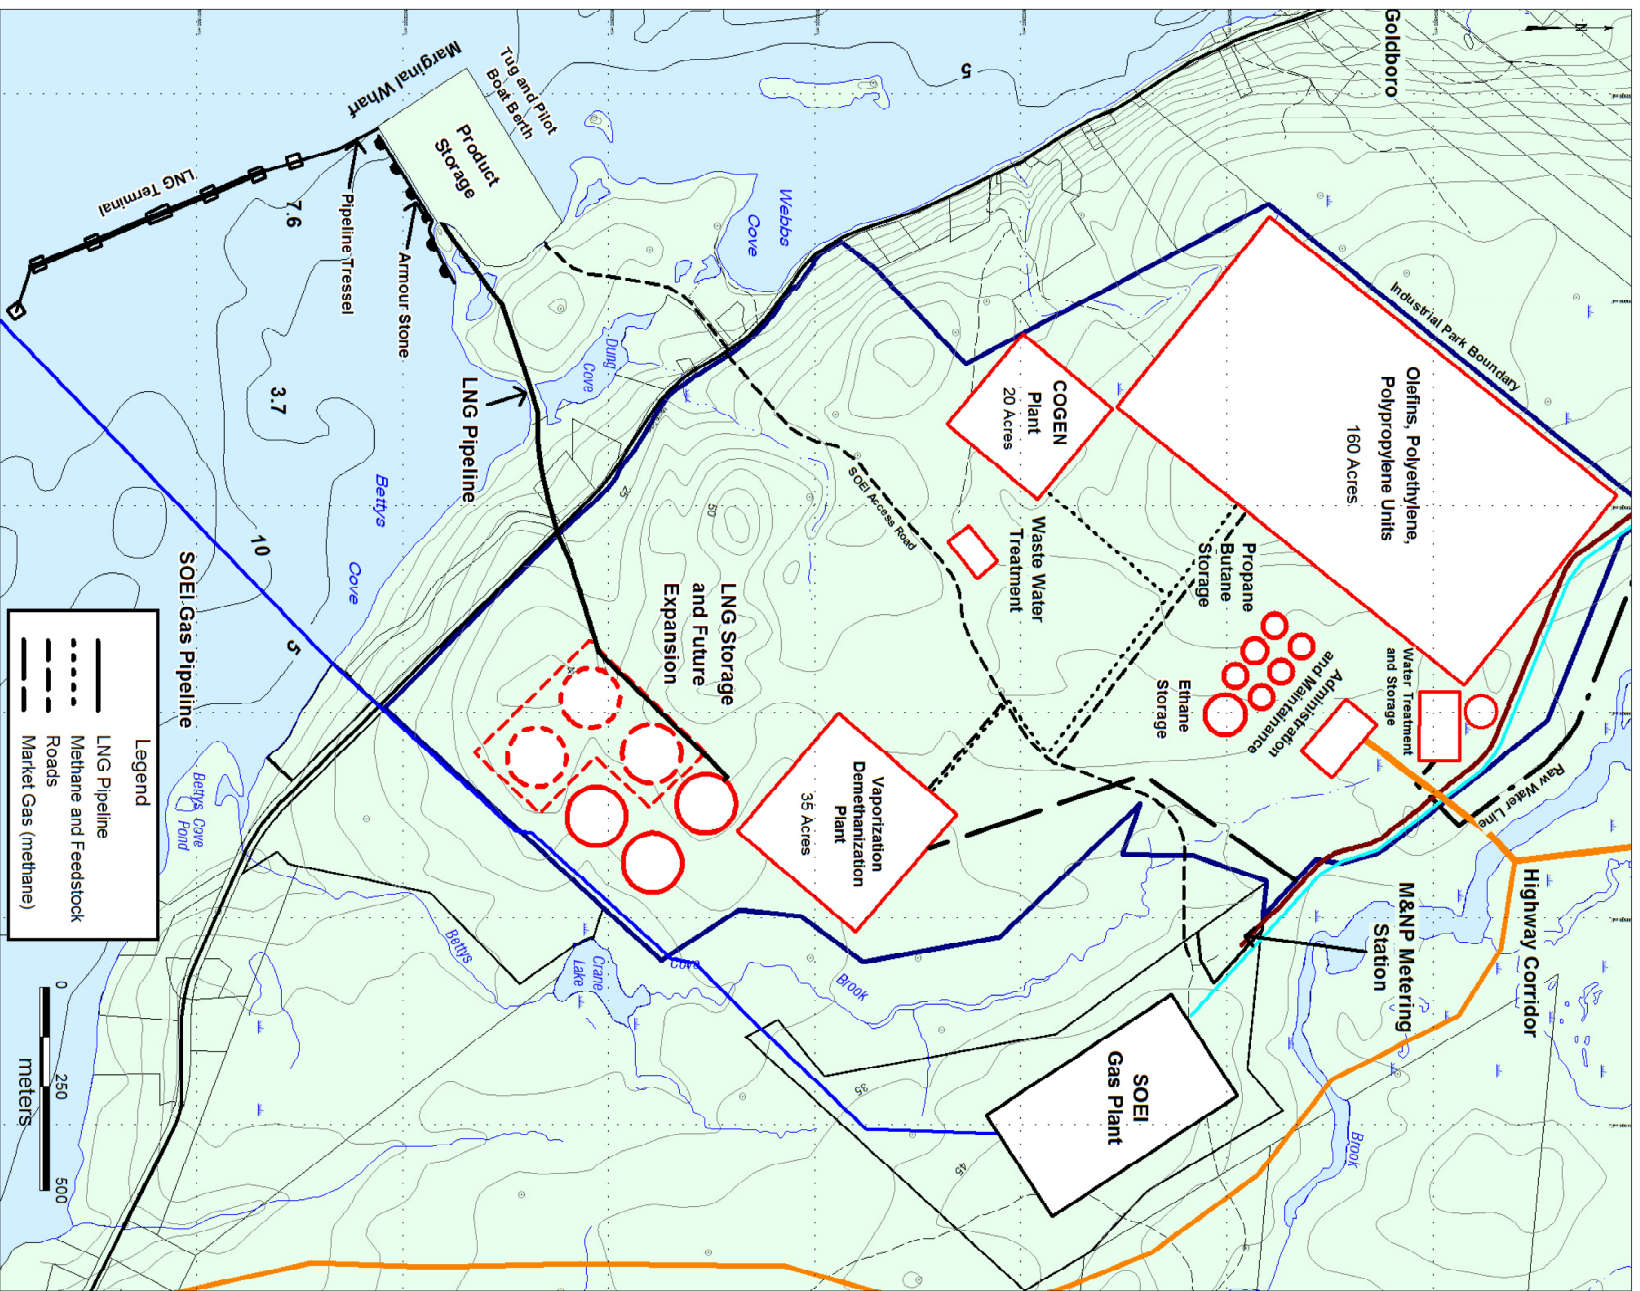 Goldboro
N
5
Tug and Pilot
Boat Berth
Marginal Wharf
Product
Storage
Webbs
Cove
LNG Terminal
7.6
Pipeline Tressel
Armour Stone
Dung
Cove
LNG Pipeline
3.7
Bettys
Cove
10
5
SOEI Gas Pipeline
Industrial Park Boundary
Olefins, Polyethylene,
Polypropylene Units
160 Acres
COGEN
Plant
20 Acres
SOEI Access Road
Waste Water
Treatment
Propane
Butane
Storage
Ethane
Storage
Administration
and Maintainance
Water Treatment
and Storage
Raw Water Line
25
50
LNG Storage
and Future
Expansion
Vaporization
Demethanization
Plant
35 Acres
Highway Corridor
M&NP Metering
Station
SOEI
Gas Plant
Brook
Bettys
Crane
Lake
Cove
Brook
35
45
Bettys Cove
Pond
Legend
LNG Pipeline
Methane and Feedstock
Roads
Market Gas (methane)
0
250
500
meters